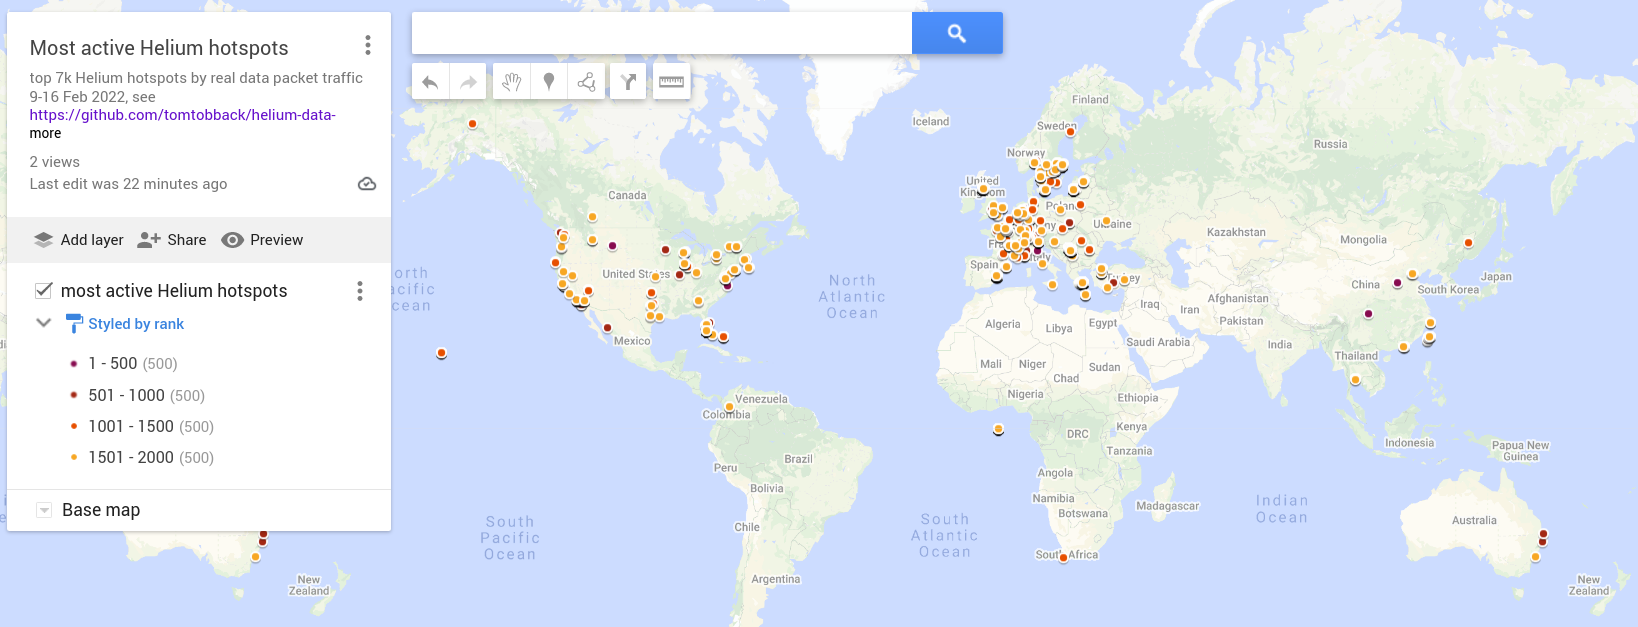 Most active Helium hotspots
top 7k Helium hotspots by real data packet traffic
9-16 Feb 2022, see
https://github.com/tomtobback/helium-data-
more
2 views
Last edit was 22 minutes ago
Add layer
Share
Preview
most active Helium hotspots
Styled by rank
1 - 500 (500)
501 - 1000 (500)
1001 - 1500 (500)
1501 - 2000 (500)
Base map
Finland
Iceland
Sweden
Russia
Norway
United
Kingdom
Canada
Poland
Ukraine
Kazakhstan
Mongolia
Spain
Italy
Turkey
United States
North
Atlantic
Ocean
China
South Korea
Japan
Iraq
Iran
Afghanistan
Pakistan
Algeria
Libya
Egypt
Saudi Arabia
India
Mexico
Mali
Niger
Chad
Sudan
Thailand
Nigeria
Ethiopia
Venezuela
Colombia
DRC
Kenya
Tanzania
Indonesia
Papua New
Guinea
Peru
Brazil
Angola
Bolivia
Namibia
Botswana
Madagascar
Indian
Ocean
South
Pacific
Ocean
South
Atlantic
Ocean
Chile
South Africa
Australia
Argentina
New
Zealand
New
Zealand